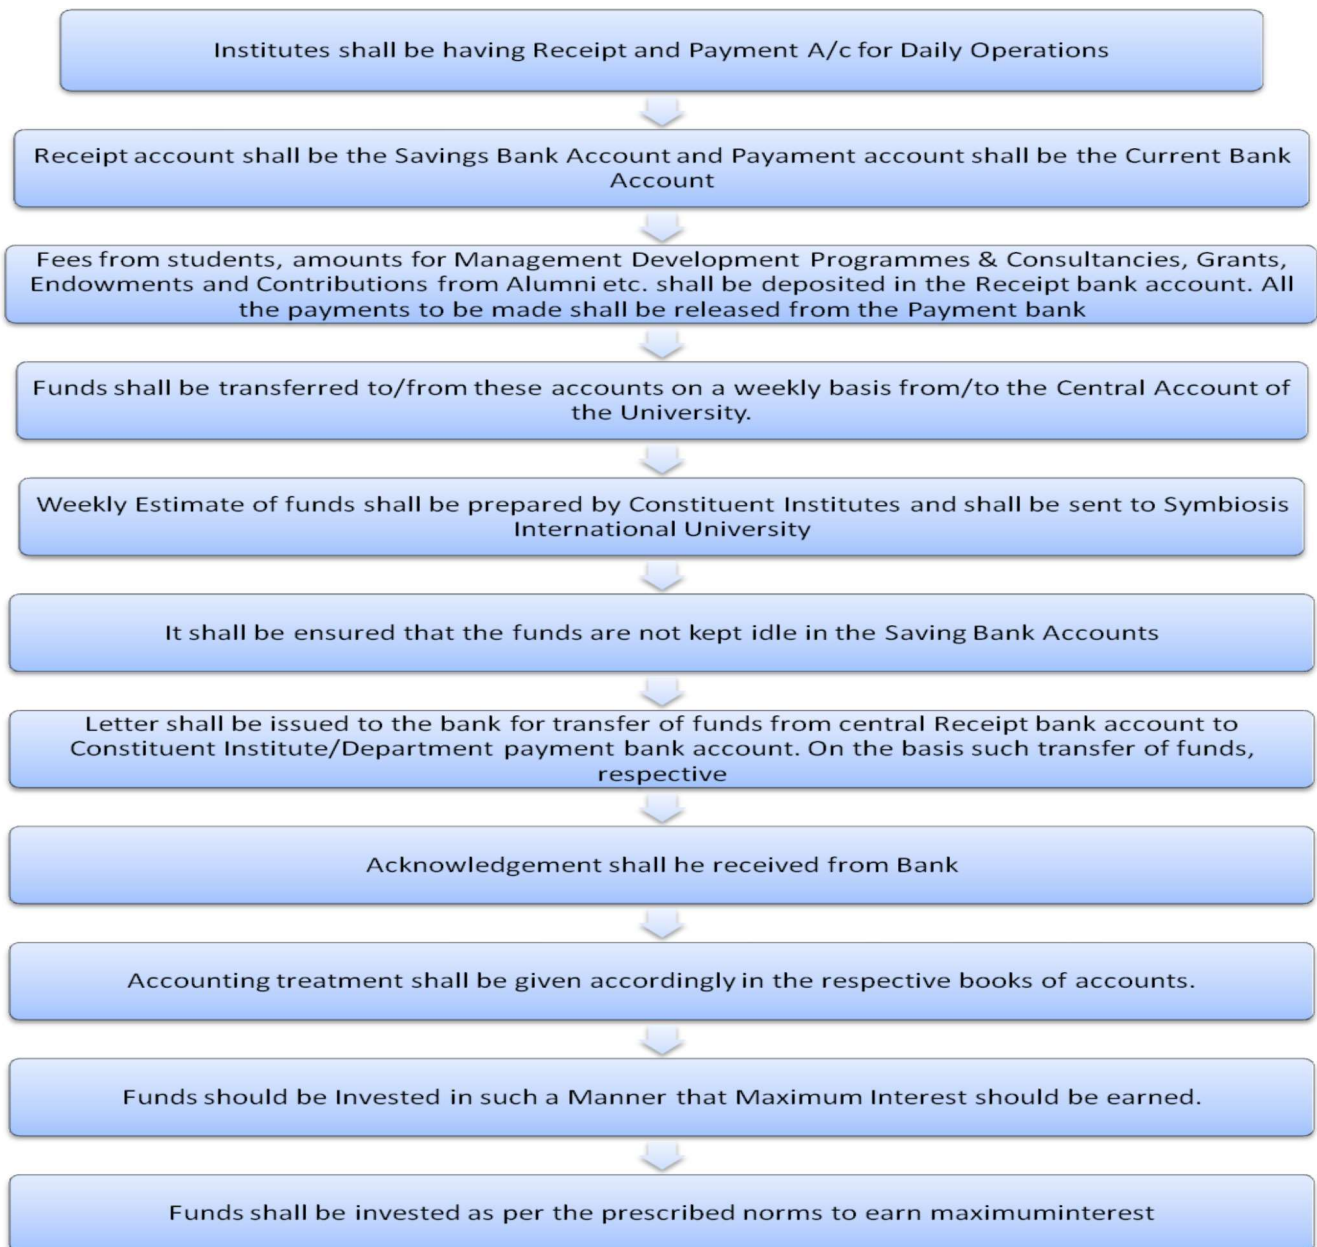 Institutes shall be having Receipt and Payment A/c for Daily Operations
Receipt account shall be the Savings Bank Account and Payament account shall be the Current Bank
Account
Fees from students, amounts for Management Development Programmes & Consultancies, Grants,
Endowments and Contributions from Alumni etc. shall be deposited in the Receipt bank account. All
the payments to be made shall be released from the Payment bank
Funds shall be transferred to/from these accounts on a weekly basis from/to the Central Account of
the University.
Weekly Estimate of funds shall be prepared by Constituent Institutes and shall be sent to Symbiosis
International University
It shall be ensured that the funds are not kept idle in the Saving Bank Accounts
Letter shall be issued to the bank for transfer of funds from central Receipt bank account to
Constituent Institute/Department payment bank account. On the basis such transfer of funds,
respective
Acknowledgement shall he received from Bank
Accounting treatment shall be given accordingly in the respective books of accounts.
Funds should be Invested in such a Manner that Maximum Interest should be earned.
Funds shall be invested as per the prescribed norms to earn maximuminterest